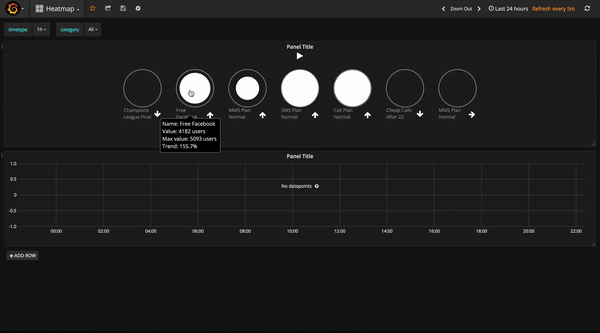 Heatmap
Zoom Out
Last 24 hours
Refresh every 5m
timetype
1h
category
All
Panel Title
Champions
League Final
Free
Facebook
MMS Plan
Normal
SMS Plan
Normal
Call Plan
Normal
Cheap Calls
After 22
MMS Plan
Normal
Name: Free Facebook
Value: 4182 users
Max value: 5093 users
Trend: 155.7%
Panel Title
1.0
0.5
0
-0.5
-1.0
No datapoints
00:00
02:00
04:00
06:00
08:00
10:00
12:00
14:00
16:00
18:00
20:00
22:00
ADD ROW